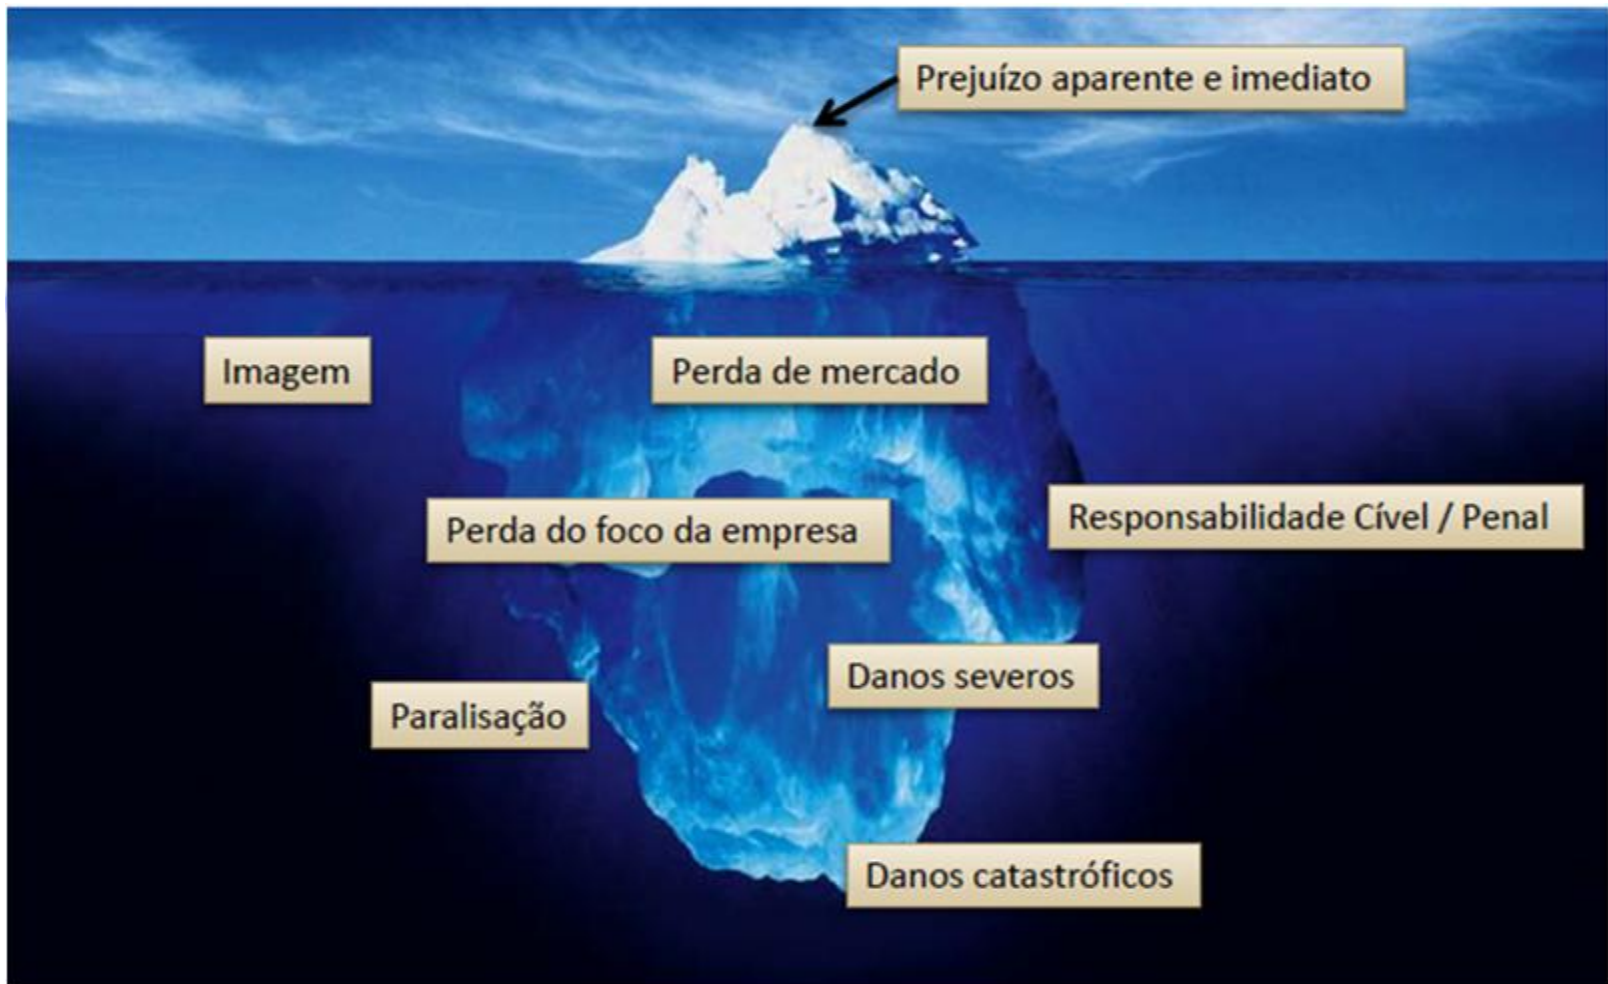 Prejuízo aparente e imediato
Imagem
Perda de mercado
Perda do foco da empresa
Responsabilidade Cível / Penal
Danos severos
Paralisação
Danos catastróficos